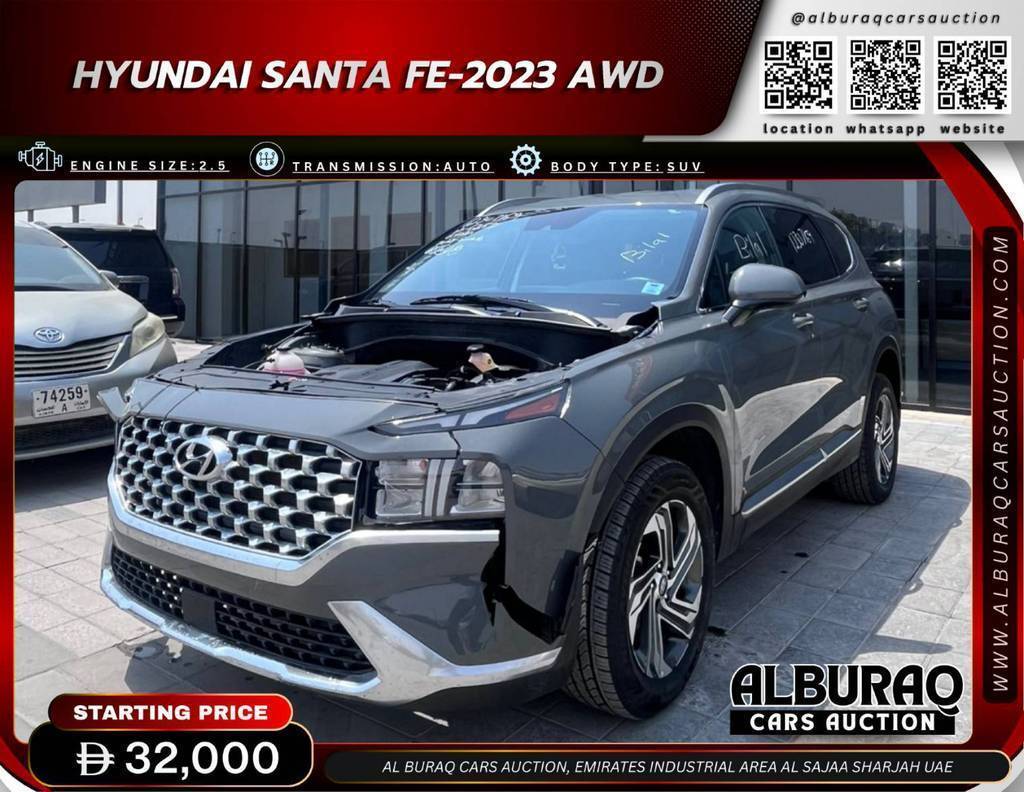 @alburaqcarsauction
HYUNDAI SANTA FE-2023 AWD
location whatsapp website
ENGINE SIZE:2.5 TRANSMISSION:AUTO BODY TYPE: SUV
Bilal
Bilal
74259
A
WWW.ALBURAQCARSAUCTION.COM
ALBURAQ
CARS AUCTION
STARTING PRICE
32,000
AL BURAQ CARS AUCTION, EMIRATES INDUSTRIAL AREA AL SAJAA SHARJAH UAE